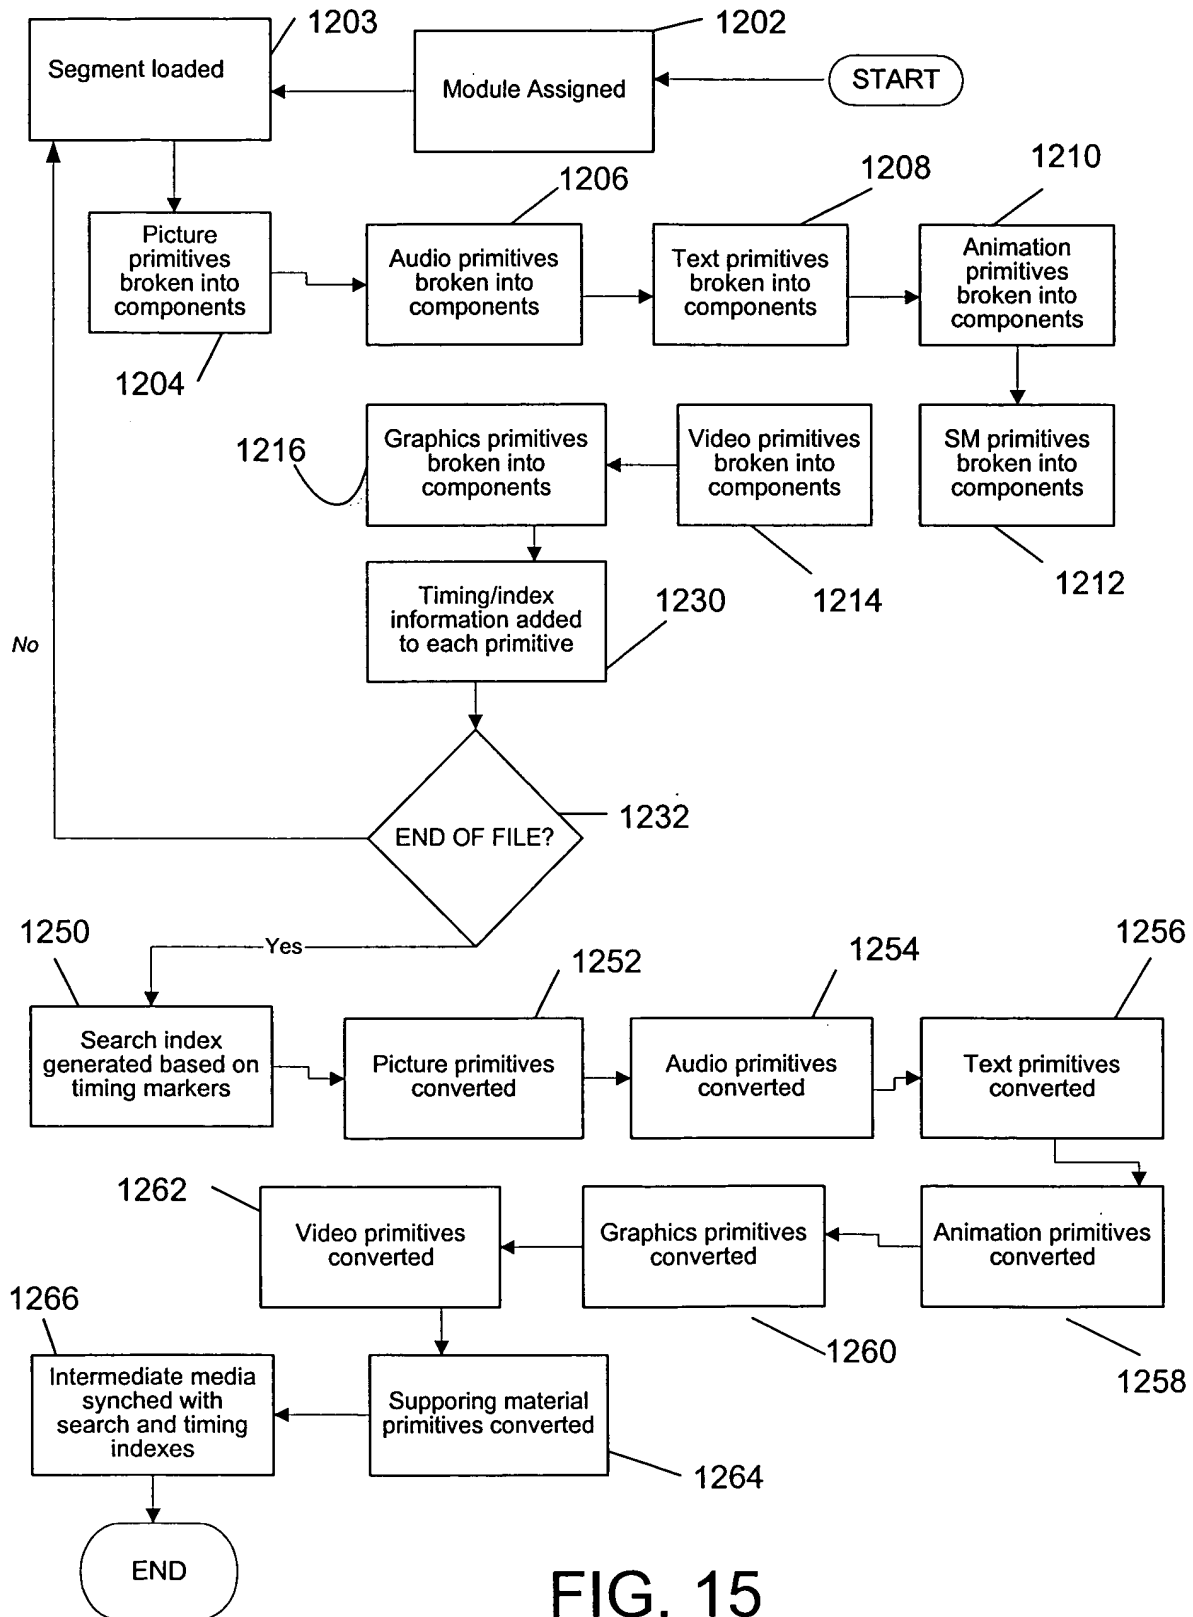 1203
1202
Segment loaded
Module Assigned
START
1206
1208
1210
Picture
primitives
broken into
components
Audio primitives
broken into
components
Text primitives
broken into
components
Animation
primitives
broken into
components
1204
1216
Graphics primitives
broken into
components
Video primitives
broken into
components
SM primitives
broken into
components
1212
1214
1230
Timing/index
information added
to each primitive
No
END OF FILE?
1232
1250
Yes
1252
1254
1256
Search index
generated based on
timing markers
Picture primitives
converted
Audio primitives
converted
Text primitives
converted
1262
Video primitives
converted
Graphics primitives
converted
Animation primitives
converted
1266
1260
1258
Intermediate media
synched with
search and timing
indexes
Supporing material
primitives converted
1264
END
FIG. 15